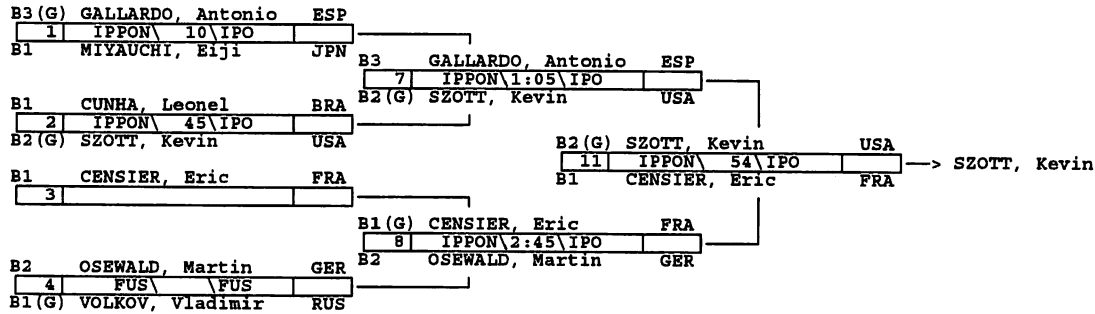 B3(G) GALLARDO, Antonio ESP
1 IPPON\ 10\IPO
B1 MIYAUCHI, Eiji JPN
B1 CUNHA, Leonel BRA
2 IPPON\ 45\IPO
B2(G) SZOTT, Kevin USA
B1 CENSIER, Eric FRA
3
B2 OSEWALD, Martin GER
4 FUS\ \FUS
B1(G) VOLKOV, Vladimir RUS
B3 GALLARDO, Antonio ESP
7 IPPON\1:05\IPO
B2(G) SZOTT, Kevin USA
B1(G) CENSIER, Eric FRA
8 IPPON\2:45\IPO
B2 OSEWALD, Martin GER
B2(G) SZOTT, Kevin USA
11 IPPON\ 54\IPO
B1 CENSIER, Eric FRA
—> SZOTT, Kevin